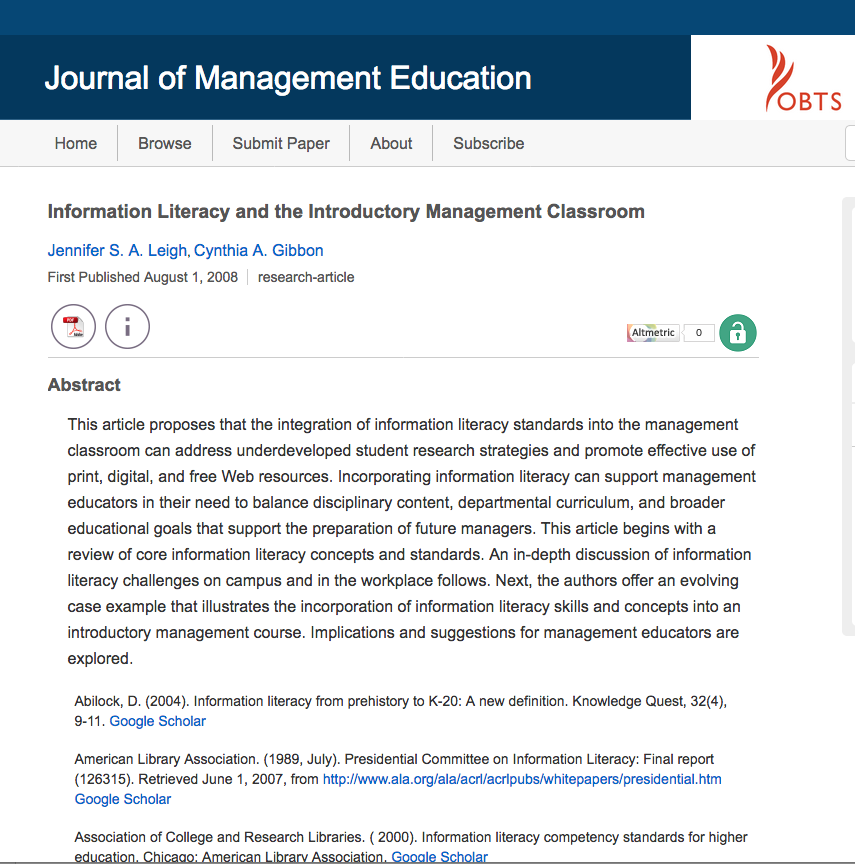 Journal of Management Education
OBTS
Home
Browse
Submit Paper
About
Subscribe
Information Literacy and the Introductory Management Classroom
Jennifer S. A. Leigh, Cynthia A. Gibbon
First Published August 1, 2008 research-article
PDF
Adobe
i
Altmetric 0
Abstract
This article proposes that the integration of information literacy standards into the management
classroom can address underdeveloped student research strategies and promote effective use of
print, digital, and free Web resources. Incorporating information literacy can support management
educators in their need to balance disciplinary content, departmental curriculum, and broader
educational goals that support the preparation of future managers. This article begins with a
review of core information literacy concepts and standards. An in-depth discussion of information
literacy challenges on campus and in the workplace follows. Next, the authors offer an evolving
case example that illustrates the incorporation of information literacy skills and concepts into an
introductory management course. Implications and suggestions for management educators are
explored.
Abilock, D. (2004). Information literacy from prehistory to K-20: A new definition. Knowledge Quest, 32(4),
9-11. Google Scholar
American Library Association. (1989, July). Presidential Committee on Information Literacy: Final report
(126315). Retrieved June 1, 2007, from http://www.ala.org/ala/acrl/acrlpubs/whitepapers/presidential.htm
Google Scholar
Association of College and Research Libraries. ( 2000). Information literacy competency standards for higher
education. Chicago: American Library Association. Google Scholar